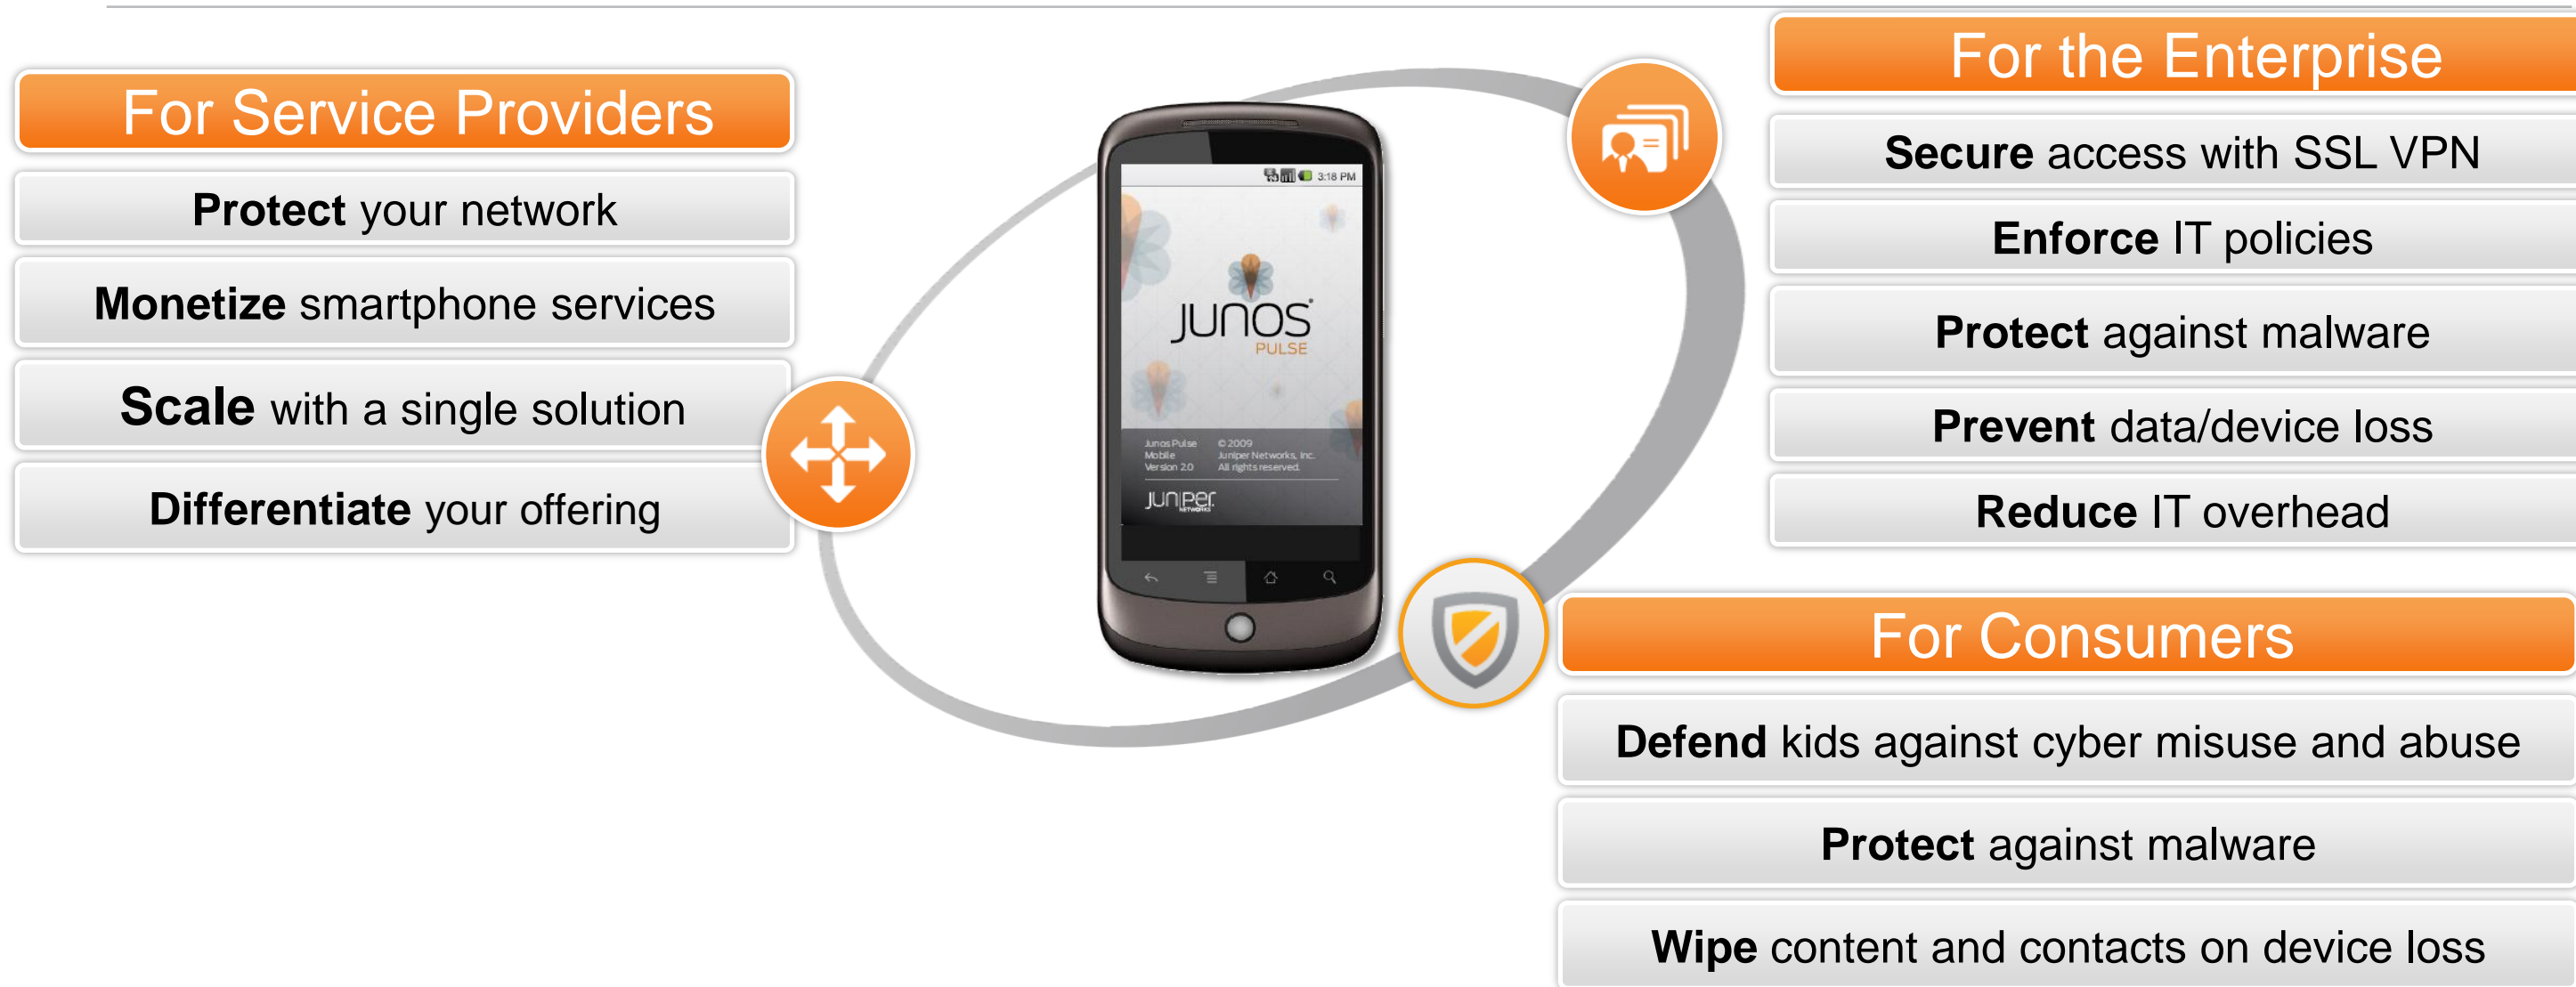 For Service Providers
Protect your network
Monetize smartphone services
Scale with a single solution
Differentiate your offering
3:18 PM
JUNOS
PULSE
Junos Pulse
Mobile
Version 2.0
© 2009
Juniper Networks, Inc.
All rights reserved.
JUNIPER
NETWORKS
For the Enterprise
Secure access with SSL VPN
Enforce IT policies
Protect against malware
Prevent data/device loss
Reduce IT overhead
For Consumers
Defend kids against cyber misuse and abuse
Protect against malware
Wipe content and contacts on device loss